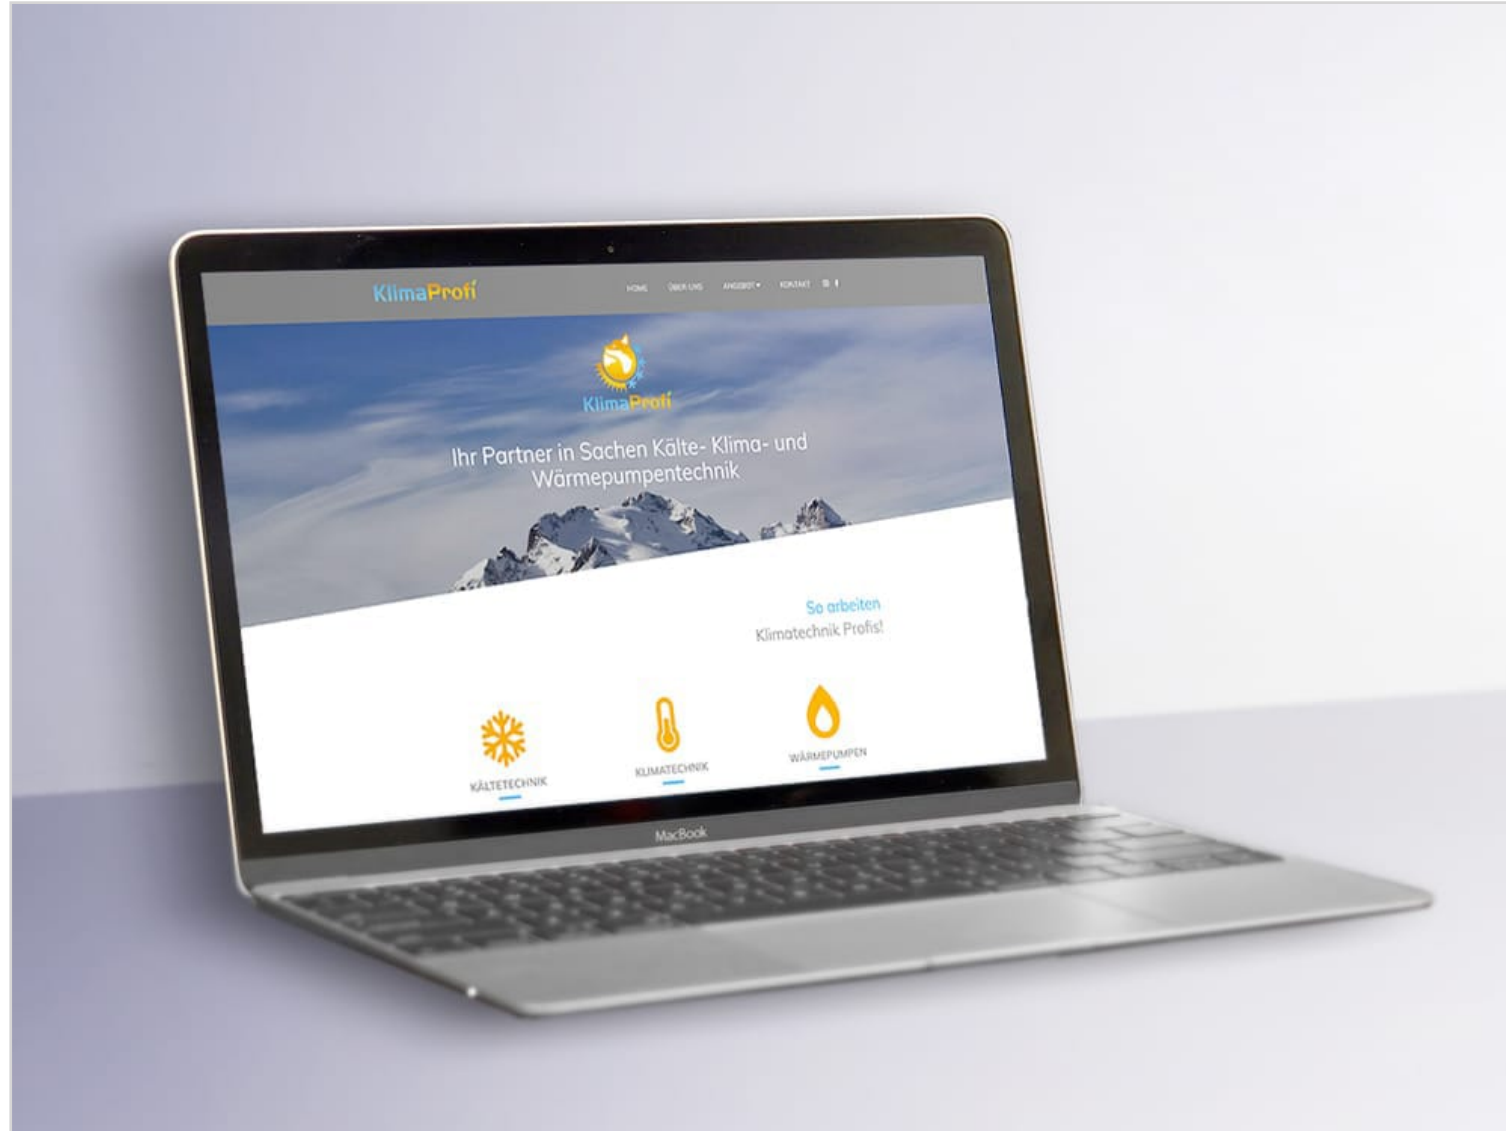 KlimaProfi
HOME ÜBER UNS ANGEBOT KONTAKT
KlimaProfi
Ihr Partner in Sachen Kälte- Klima- und
Wärmepumpentechnik
So arbeiten
Klimatechnik Profis!
KÄLTETECHNIK KLIMATECHNIK WÄRMEPUMPEN
MacBook